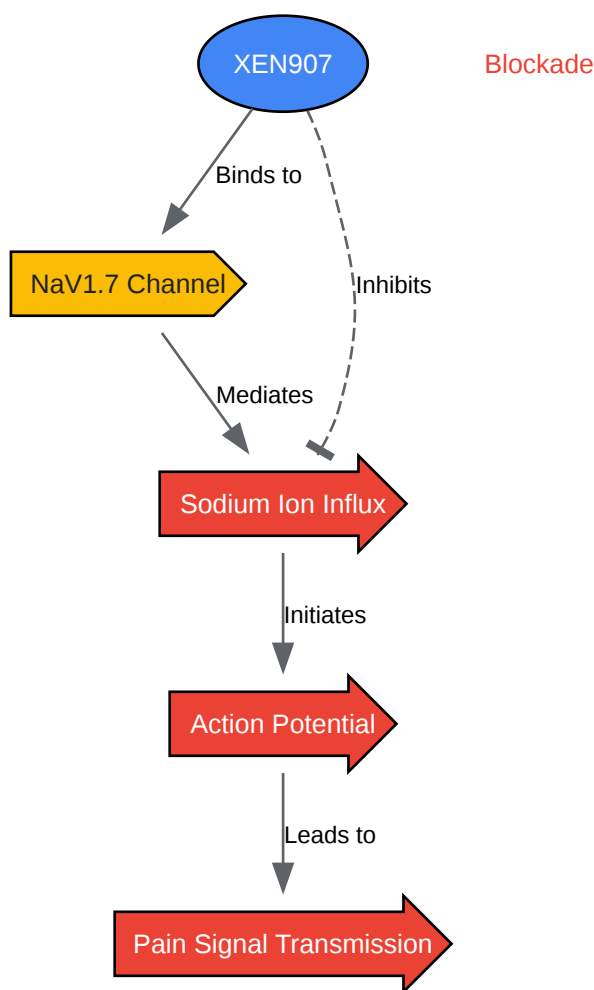 XEN907
Blockade
Binds to
NaV1.7 Channel
Inhibits
Mediates
Sodium Ion Influx
Initiates
Action Potential
Leads to
Pain Signal Transmission